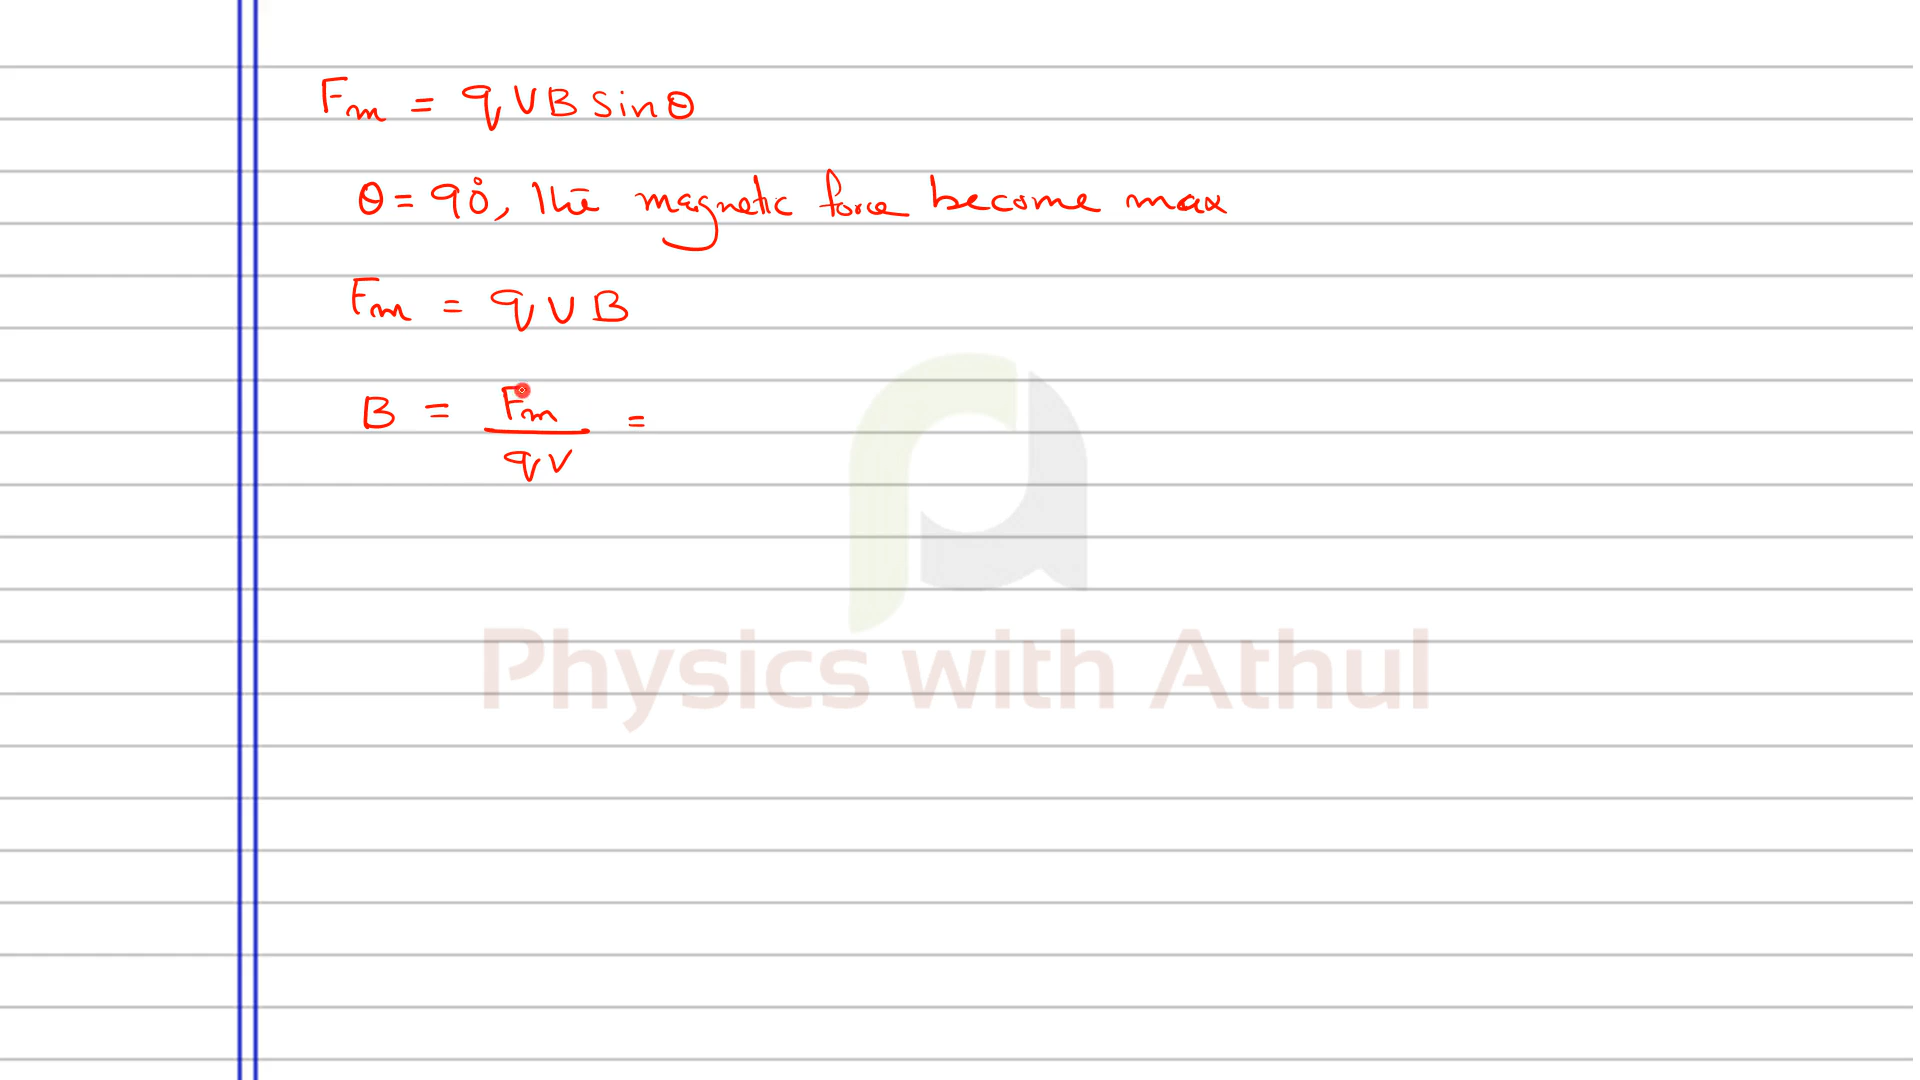 Fm = qVB sinθ
θ = 90°, the magnetic force become max
Fm = qVB
B = Fm / qV =
Physics with Athul